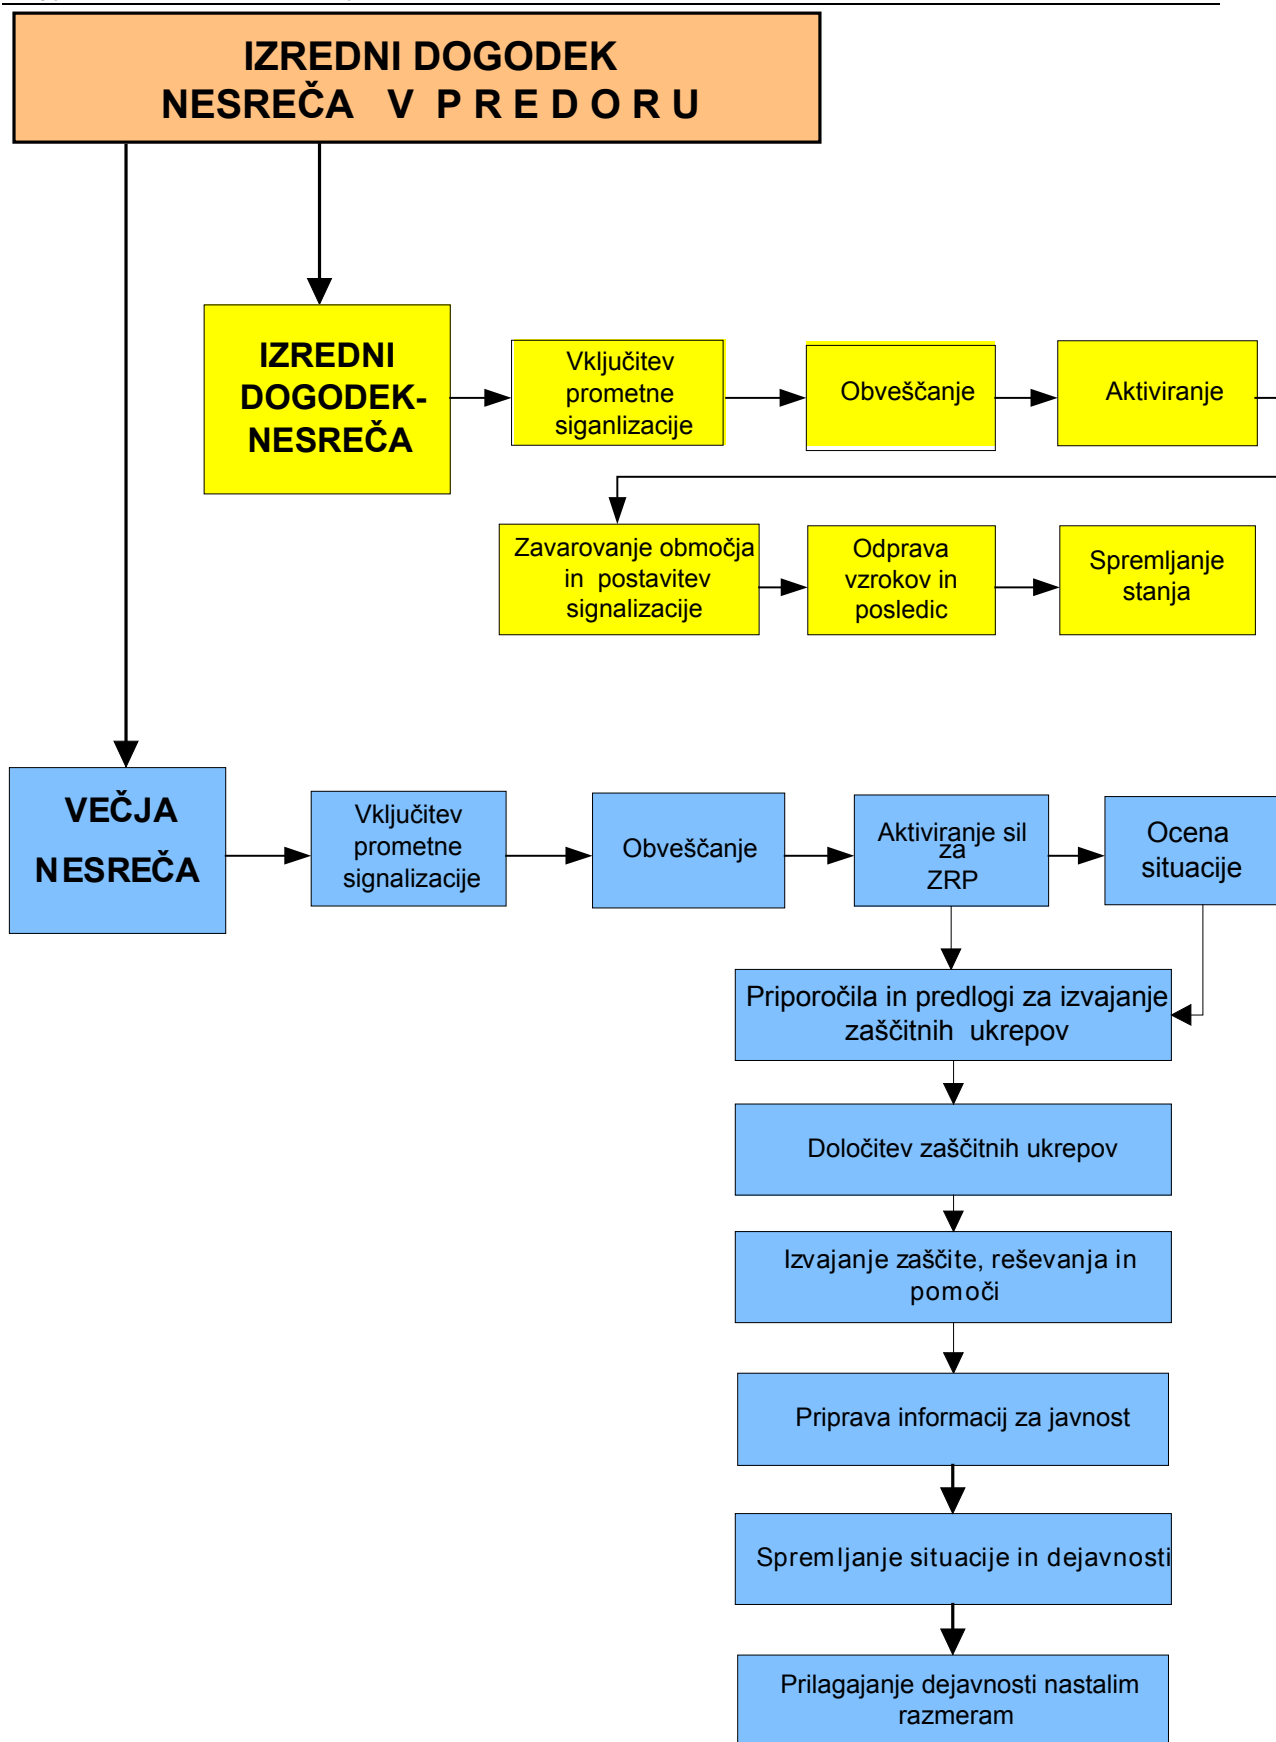 IZREDNI DOGODEK
NESREČA V P R E D O R U
IZREDNI
DOGODEK-
NESREČA
Vključitev
prometne
siganlizacije
Obveščanje
Aktiviranje
Zavarovanje območja
in postavitev
signalizacije
Odprava
vzrokov in
posledic
Spremljanje
stanja
VEČJA
NESREČA
Vključitev
prometne
signalizacije
Obveščanje
Aktiviranje sil
za
ZRP
Ocena
situacije
Priporočila in predlogi za izvajanje
zaščitnih ukrepov
Določitev zaščitnih ukrepov
Izvajanje zaščite, reševanja in
pomoči
Priprava informacij za javnost
Spremljanje situacije in dejavnosti
Prilagajanje dejavnosti nastalim
razmeram